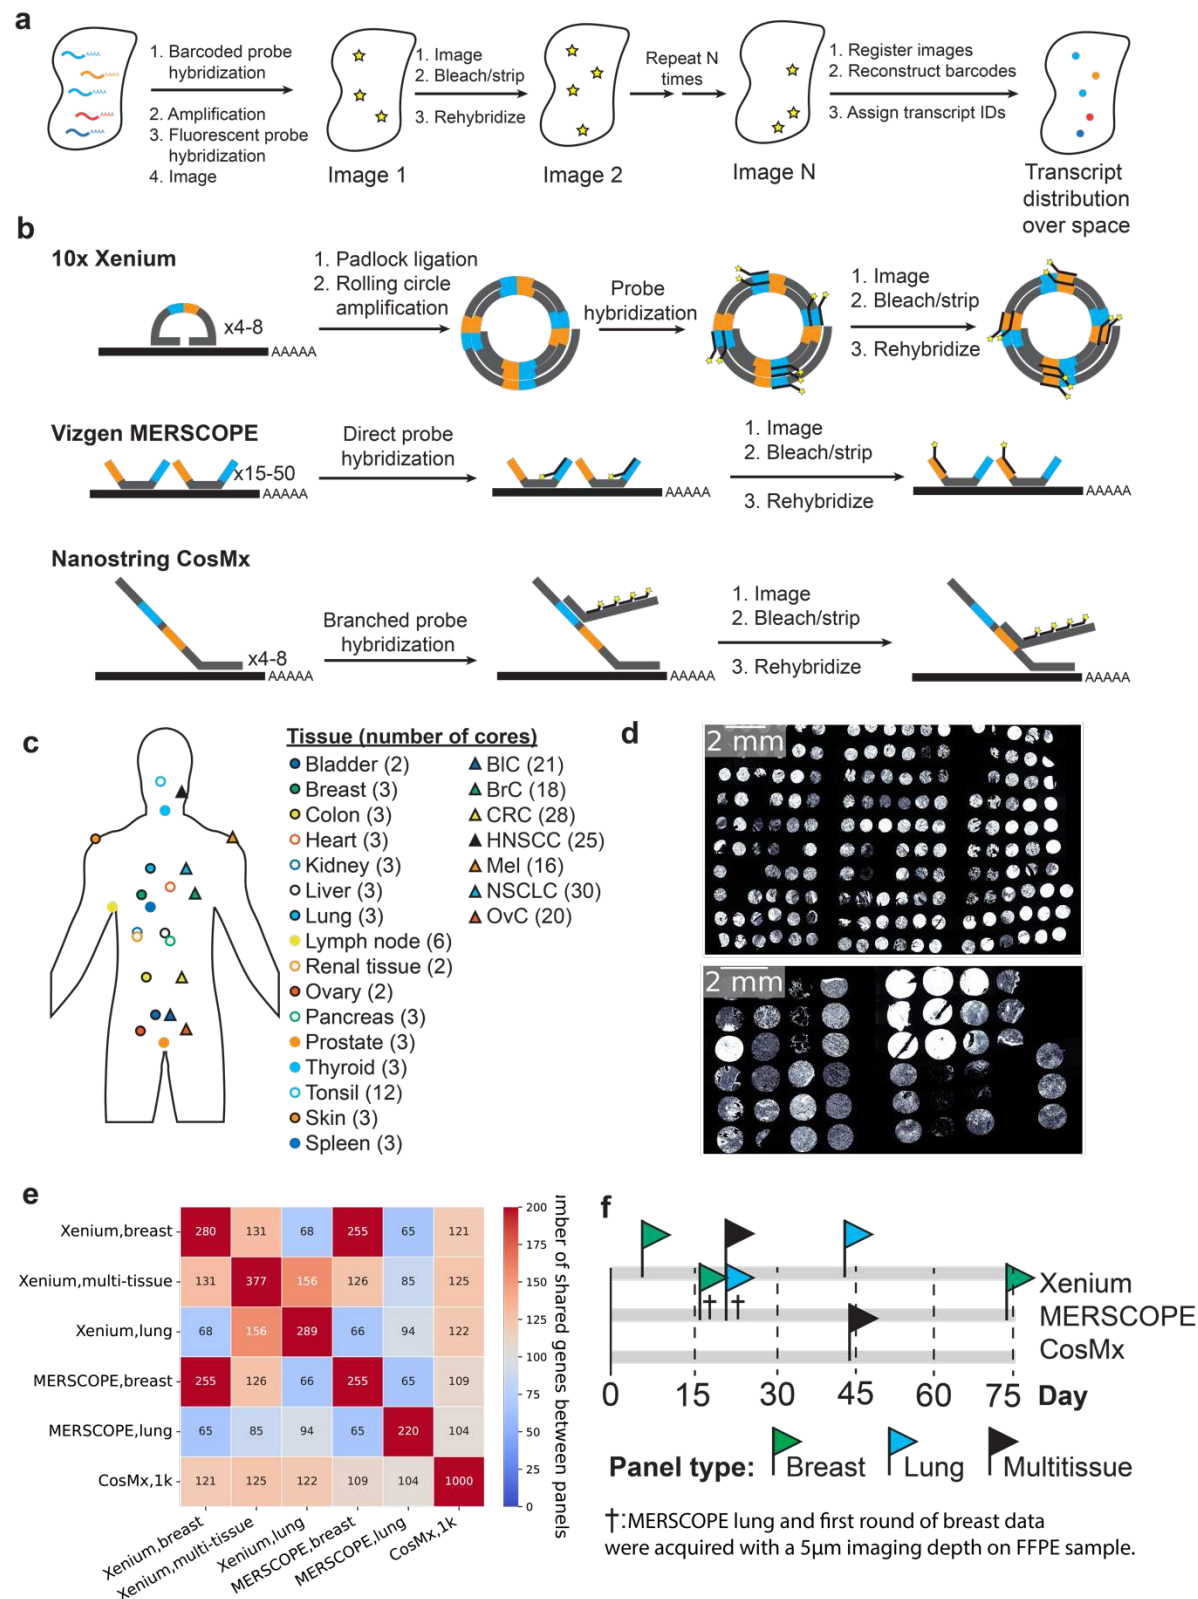 a
AAAA
AAAA
AAAA
AAAA
AAAA
1. Barcoded probe
hybridization
2. Amplification
3. Fluorescent probe
hybridization
4. Image
Image 1
1. Image
2. Bleach/strip
3. Rehybridize
Image 2
Repeat N
times
Image N
1. Register images
2. Reconstruct barcodes
3. Assign transcript IDs
Transcript
distribution
over space
b
10x Xenium
x4-8
AAAAA
1. Padlock ligation
2. Rolling circle
amplification
Probe
hybridization
1. Image
2. Bleach/strip
3. Rehybridize
Vizgen MERSCOPE
x15-50
AAAAA
Direct probe
hybridization
AAAAA
1. Image
2. Bleach/strip
3. Rehybridize
AAAAA
Nanostring CosMx
x4-8
AAAAA
Branched probe
hybridization
AAAAA
1. Image
2. Bleach/strip
3. Rehybridize
AAAAA
c
Tissue (number of cores)
Bladder (2)
Breast (3)
Colon (3)
Heart (3)
Kidney (3)
Liver (3)
Lung (3)
Lymph node (6)
Renal tissue (2)
Ovary (2)
Pancreas (3)
Prostate (3)
Thyroid (3)
Tonsil (12)
Skin (3)
Spleen (3)
BlC (21)
BrC (18)
CRC (28)
HNSCC (25)
Mel (16)
NSCLC (30)
OvC (20)
d
2 mm
2 mm
e
Xenium,breast 280 131 68 255 65 121
Xenium,multi-tissue 131 377 156 126 85 125
Xenium,lung 68 156 289 66 94 122
MERSCOPE,breast 255 126 66 255 65 109
MERSCOPE,lung 65 85 94 65 220 104
CosMx,1k 121 125 122 109 104 1000
Xenium,breast
Xenium,multi-tissue
Xenium,lung
MERSCOPE,breast
MERSCOPE,lung
CosMx,1k
200
175
150
125
100
75
50
25
0
umber of shared genes between panels
f
† †
Xenium
MERSCOPE
CosMx
0 15 30 45 60 75 Day
Panel type: Breast Lung Multitissue
†:MERSCOPE lung and first round of breast data
were acquired with a 5μm imaging depth on FFPE sample.